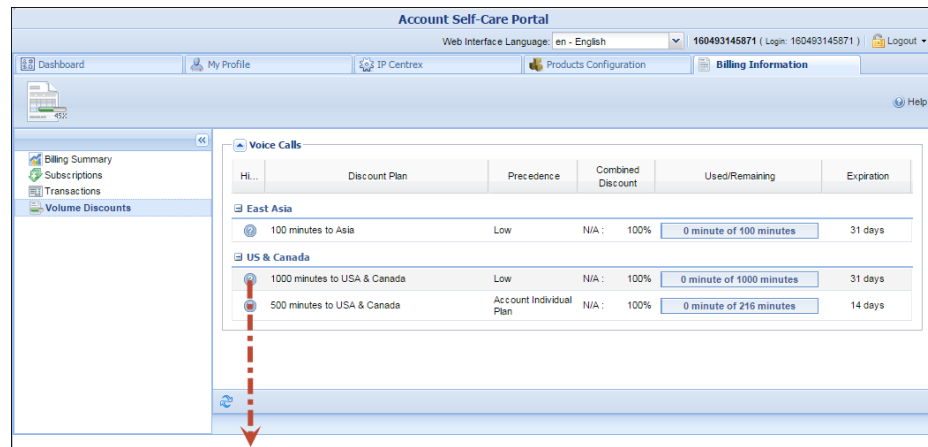 Account Self-Care Portal
Web Interface Language: en - English 160493145871 ( Login: 160493145871 ) Logout
Dashboard My Profile IP Centrex Products Configuration Billing Information
45% Help
Billing Summary
Subscriptions
Transactions
Volume Discounts
Voice Calls
Hi... Discount Plan Precedence Combined Discount Used/Remaining Expiration
East Asia
100 minutes to Asia Low N/A : 100% 0 minute of 100 minutes 31 days
US & Canada
1000 minutes to USA & Canada Low N/A : 100% 0 minute of 1000 minutes 31 days
500 minutes to USA & Canada Account Individual Plan N/A : 100% 0 minute of 216 minutes 14 days